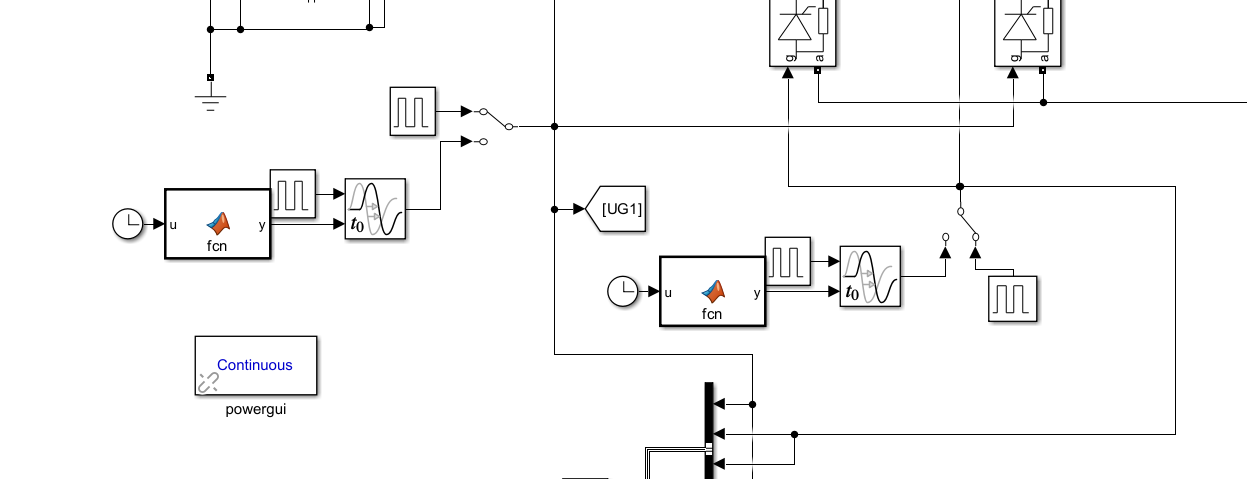 g
a
g
a
u
y
fcn
t0
[UG1]
u
y
fcn
t0
Continuous
powergui